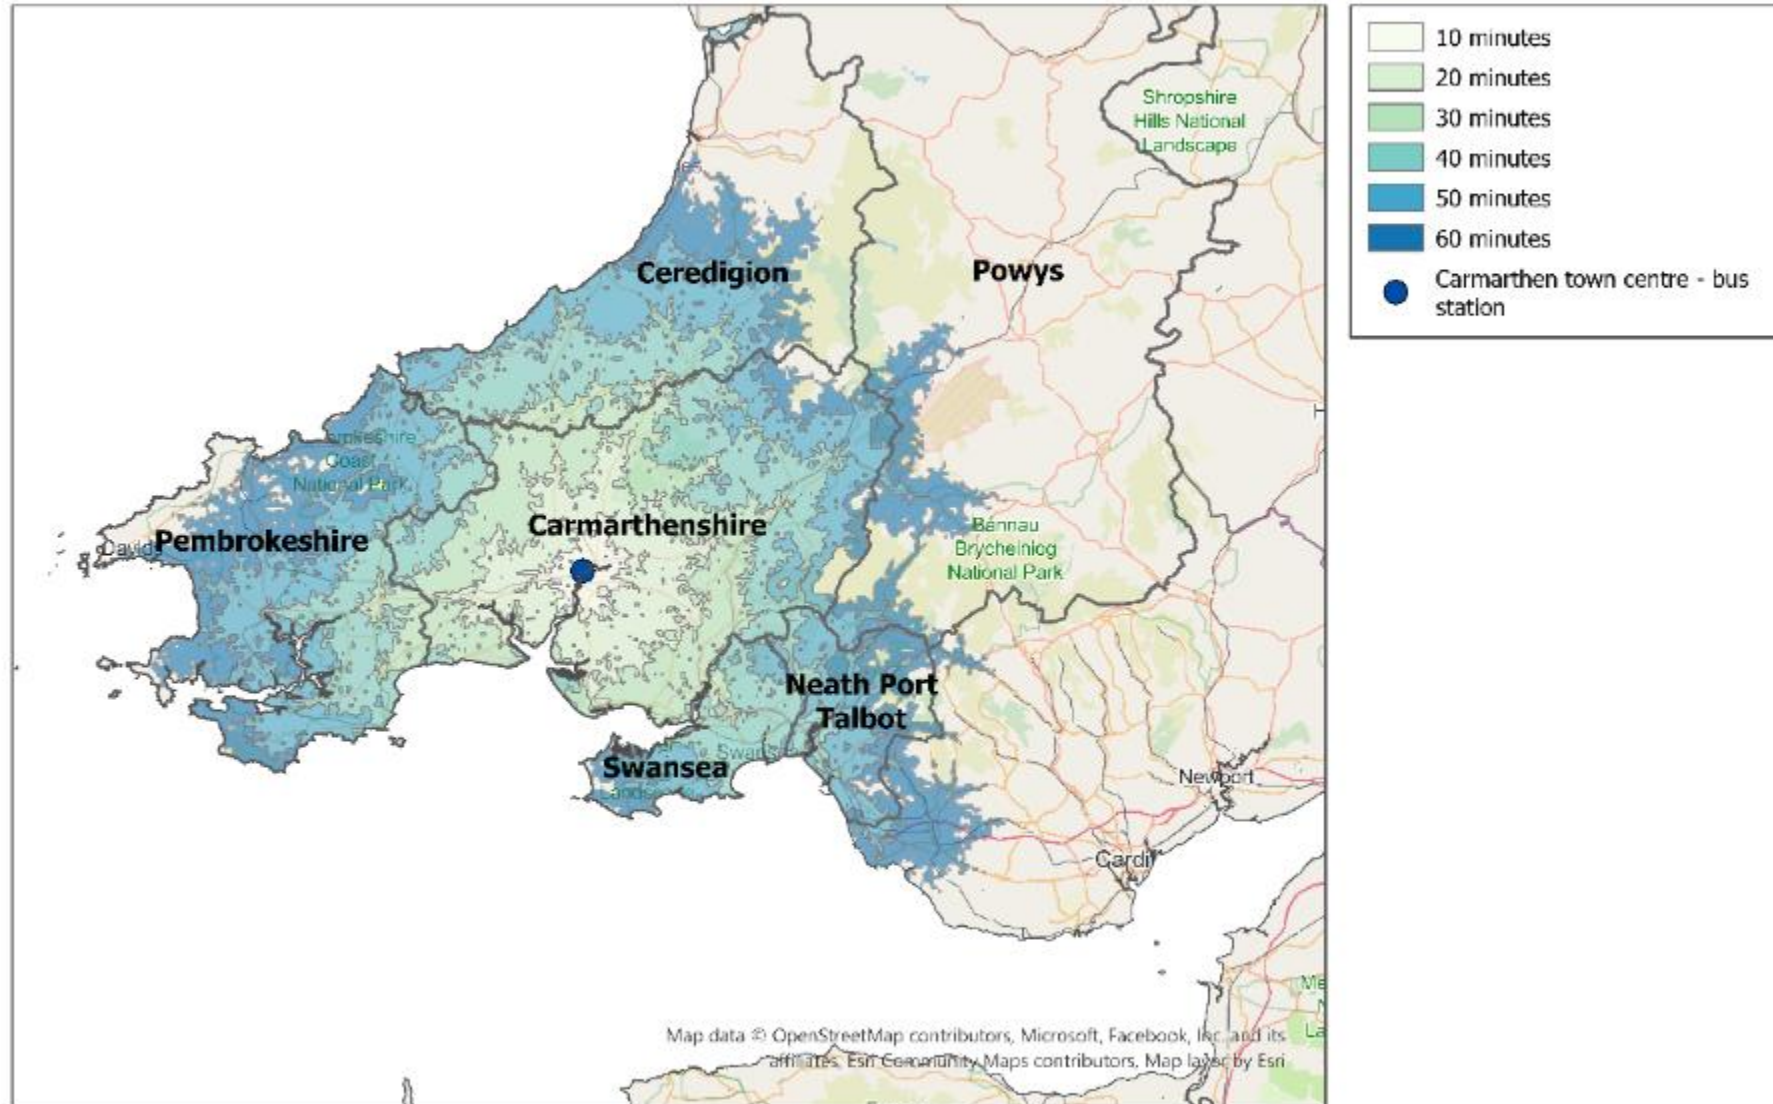 Shropshire
Hills National
Landscape
Ceredigion
Powys
Coast
National Park
Carmarthenshire
Pembrokeshire
Bannau
Brycheiniog
National Park
Neath Port
Talbot
Swansea
Newport
Map data © OpenStreetMap contributors, Microsoft, Facebook, Inc. and its
affiliates, Esri Community Maps contributors, Map layer by Esri
10 minutes
20 minutes
30 minutes
40 minutes
50 minutes
60 minutes
Carmarthen town centre - bus
station